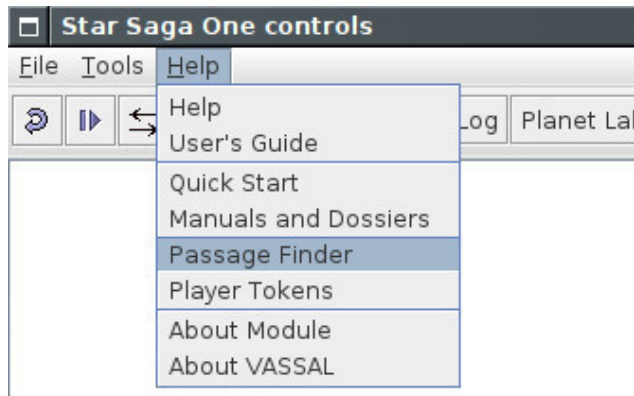 Star Saga One controls
File Tools Help
Log Planet
Help
User's Guide
Quick Start
Manuals and Dossiers
Passage Finder
Player Tokens
About Module
About VASSAL